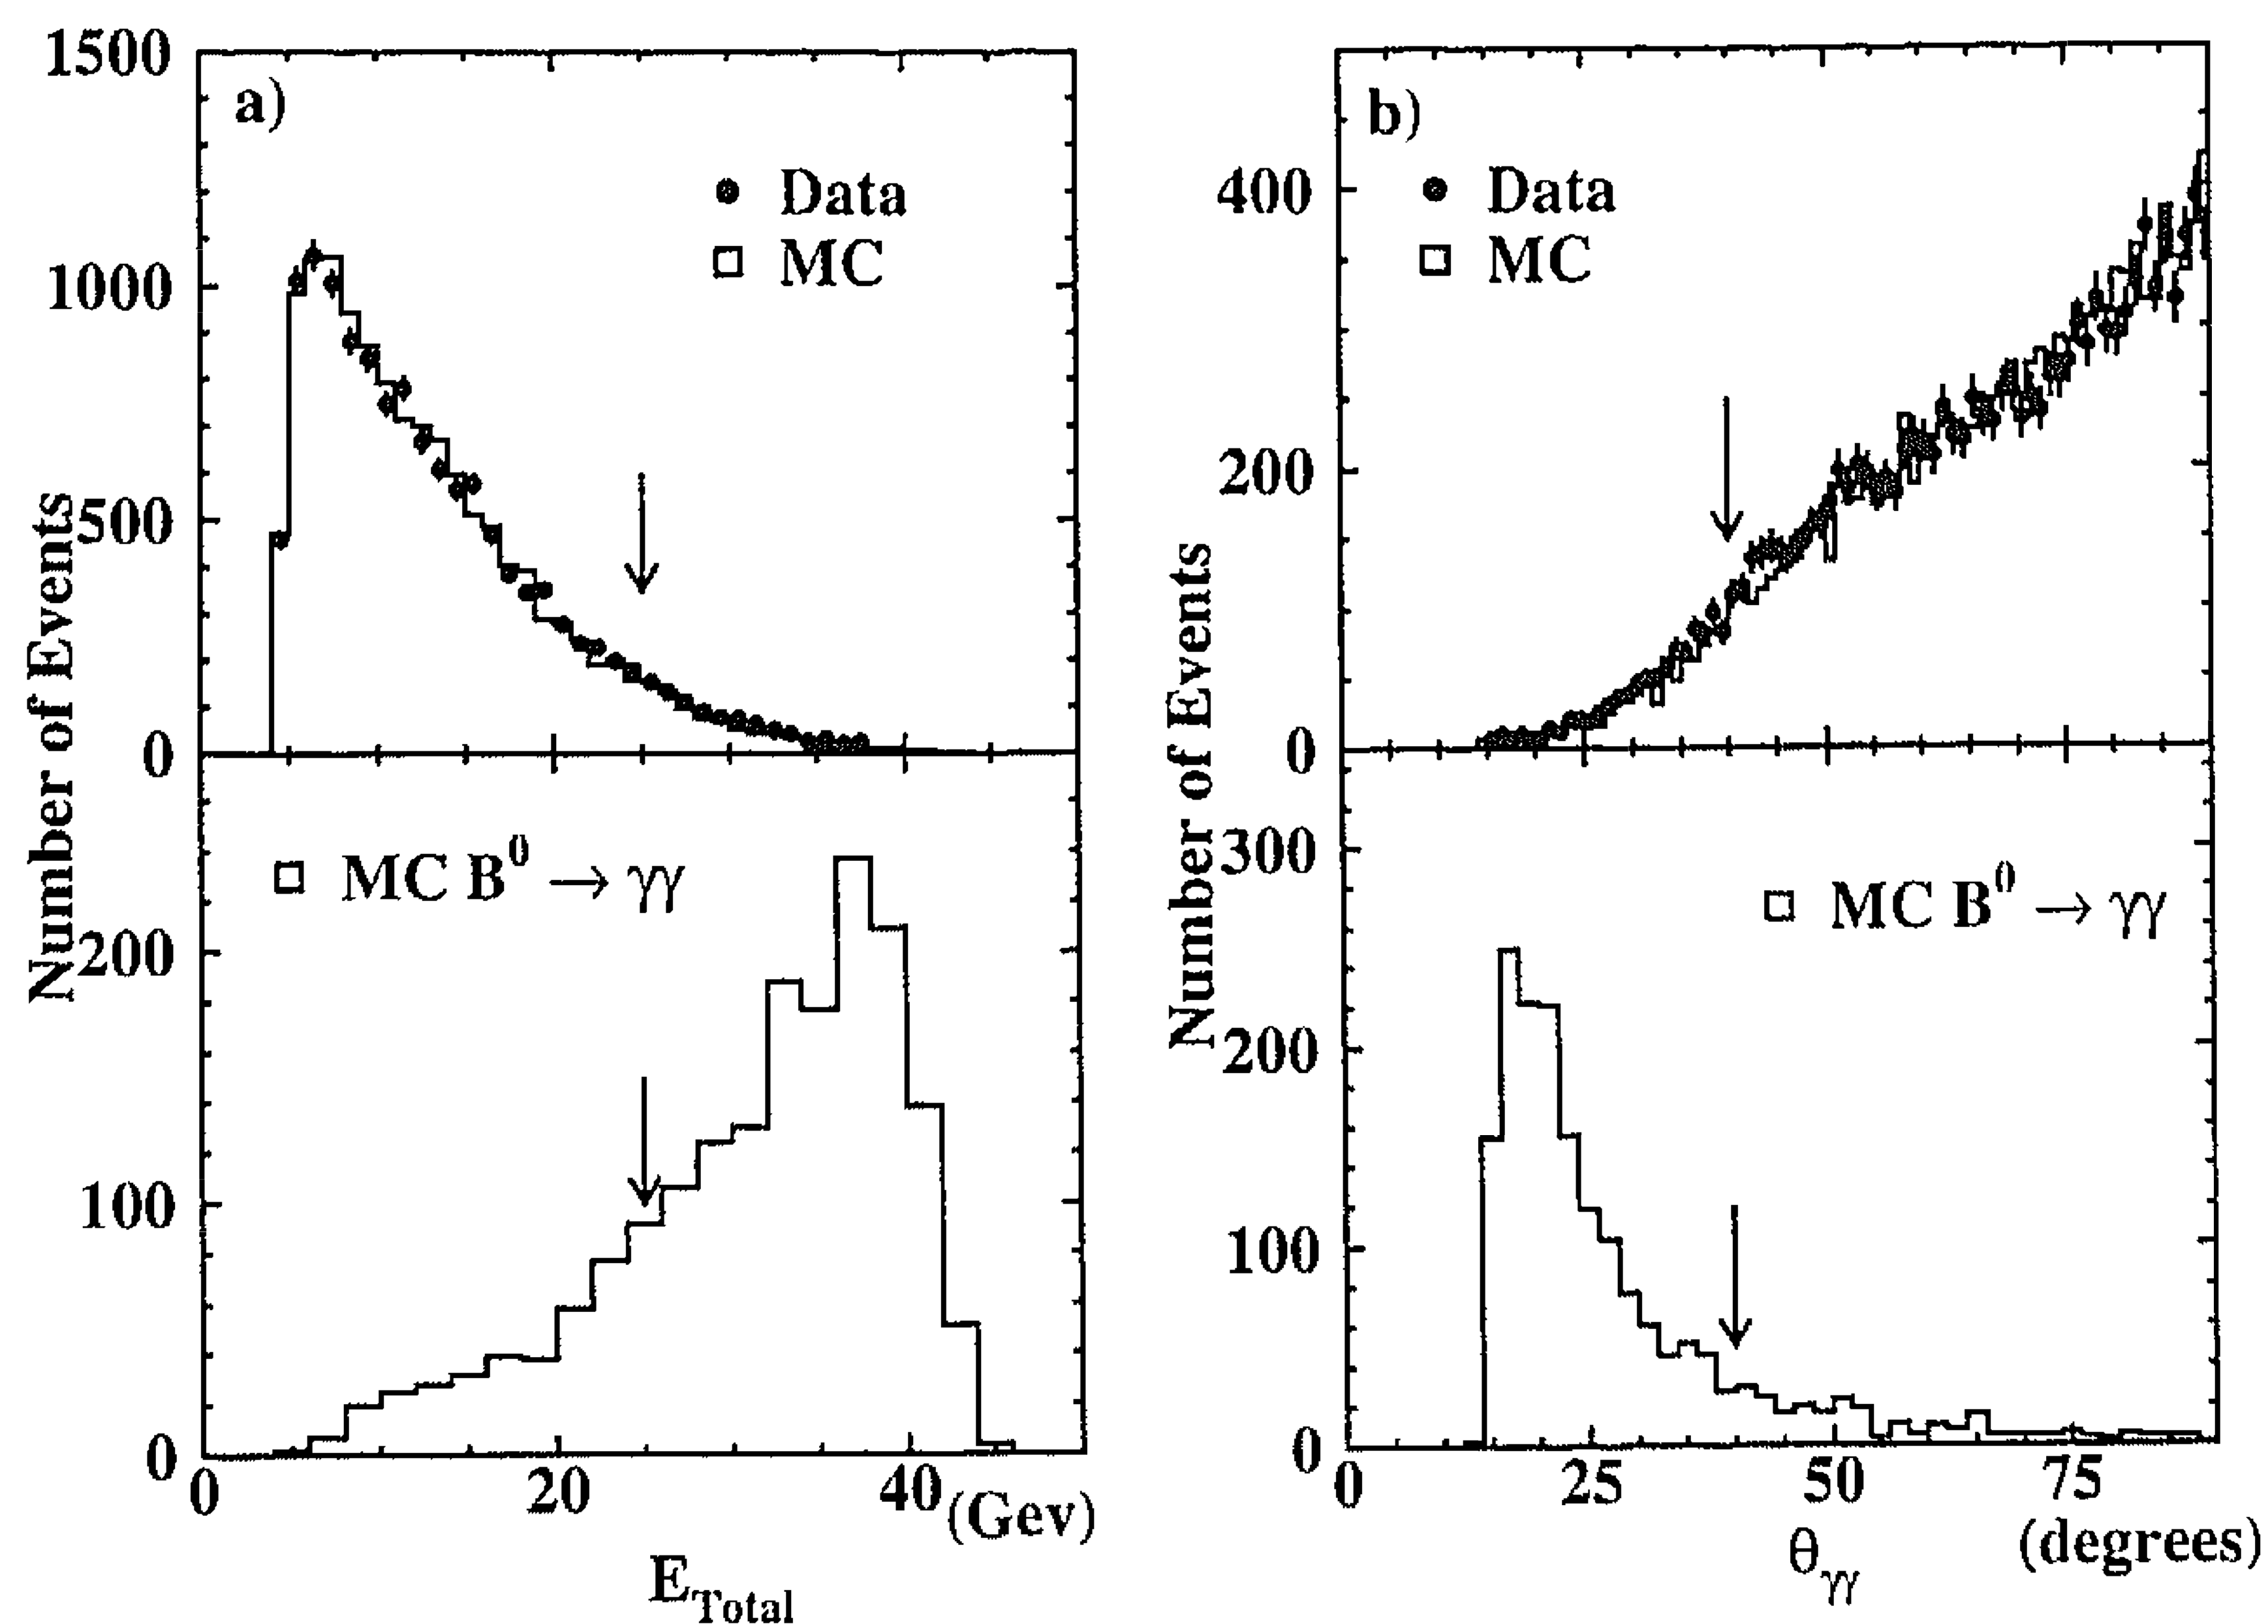 a)
1500
1000
500
0
Data
MC
Number of Events
MC B⁰ → γγ
200
100
0
0 20 40 (Gev)
E_Total
b)
400
200
0
Data
MC
Number of Events
300
200
100
0
MC B⁰ → γγ
0 25 50 75
(degrees)
θ_γγ